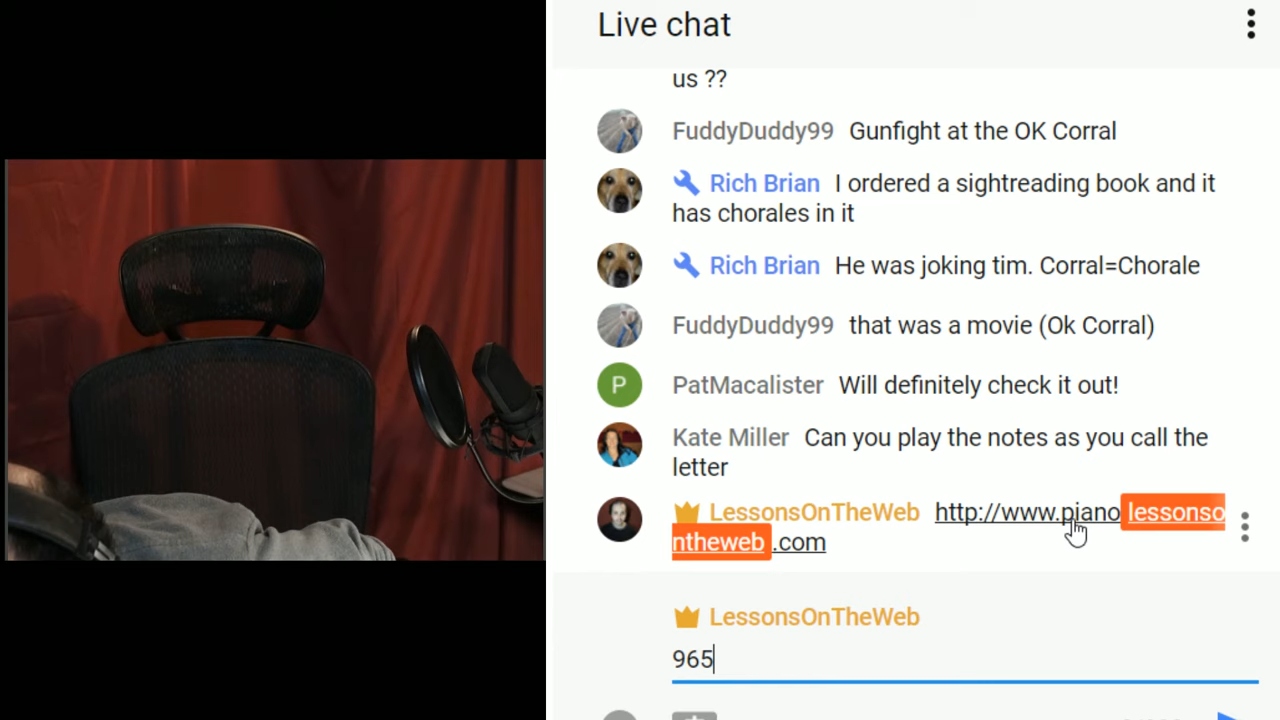 Live chat
us ??
FuddyDuddy99 Gunfight at the OK Corral
Rich Brian I ordered a sightreading book and it
has chorales in it
Rich Brian He was joking tim. Corral=Chorale
FuddyDuddy99 that was a movie (Ok Corral)
P PatMacalister Will definitely check it out!
Kate Miller Can you play the notes as you call the
letter
LessonsOnTheWeb http://www.pianolessonso
ntheweb.com
LessonsOnTheWeb
965